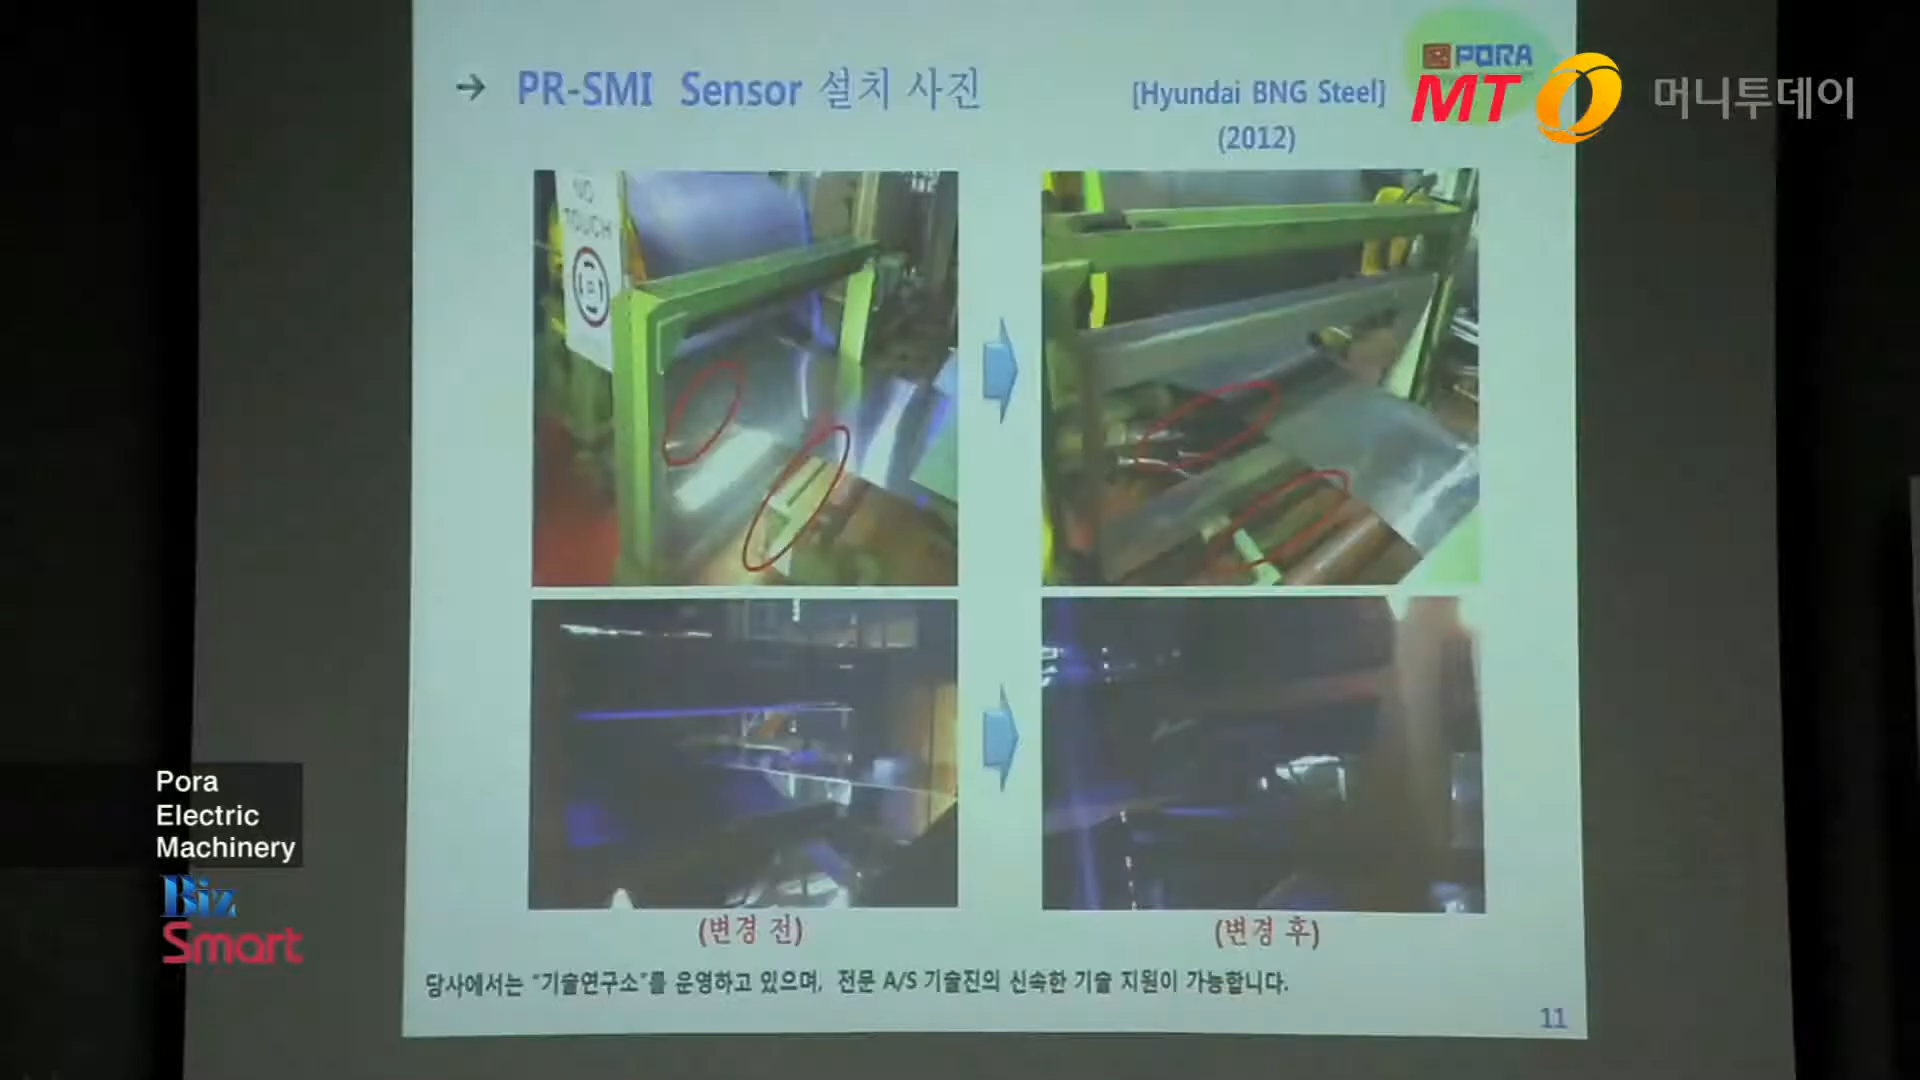 PORA
→ PR-SMI Sensor 설치 사진
[Hyundai BNG Steel]
(2012)
MT 머니투데이
NO
TOUCH
(변경 전)
(변경 후)
당사에서는 "기술연구소"를 운영하고 있으며, 전문 A/S 기술진의 신속한 기술 지원이 가능합니다.
11
Pora
Electric
Machinery
Biz
Smart